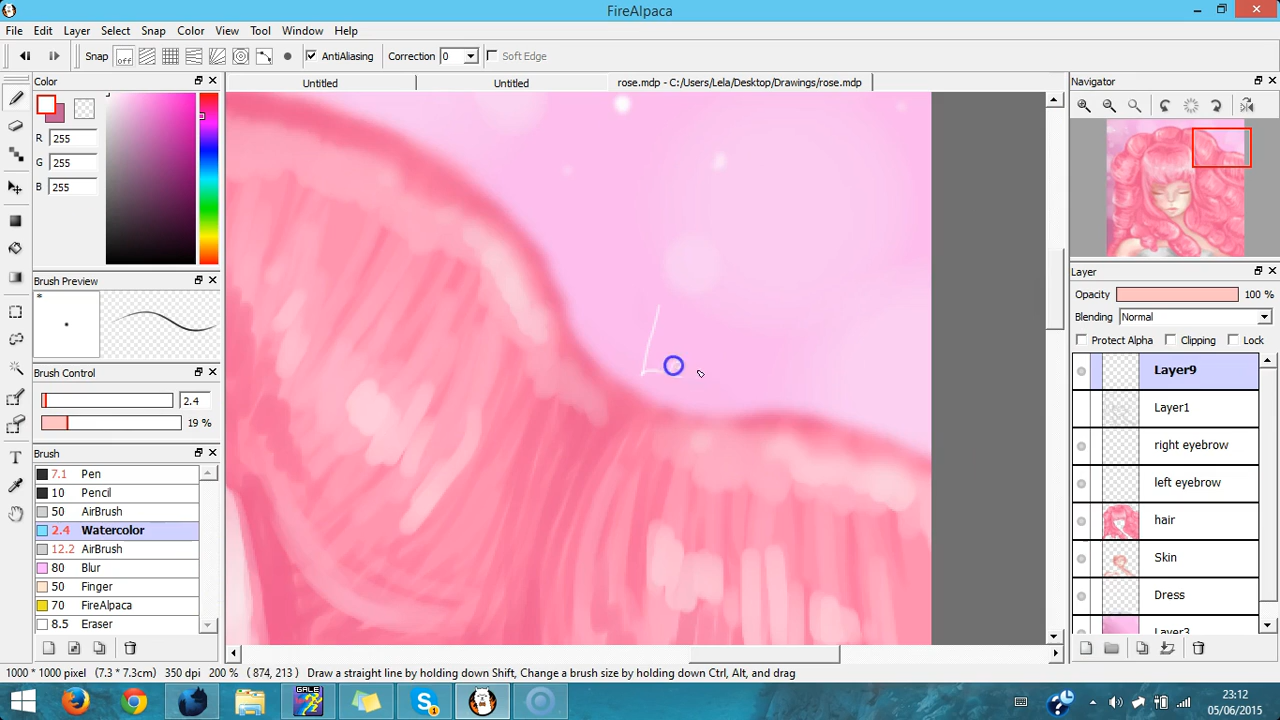 FireAlpaca
File Edit Layer Select Snap Color View Tool Window Help
Snap OFF AntiAliasing Correction 0 Soft Edge
Color
Untitled
Untitled
rose.mdp - C:/Users/Lela/Desktop/Drawings/rose.mdp
Navigator
R 255
G 255
B 255
Brush Preview
*
Brush Control
2.4
19 %
Brush
7.1 Pen
10 Pencil
50 AirBrush
2.4 Watercolor
12.2 AirBrush
80 Blur
50 Finger
70 FireAlpaca
8.5 Eraser
L
Layer
Opacity 100 %
Blending Normal
Protect Alpha Clipping Lock
Layer9
Layer1
right eyebrow
left eyebrow
hair
Skin
Dress
Layer3
1000 * 1000 pixel (7.3 * 7.3cm) 350 dpi 200 % ( 874, 213 ) Draw a straight line by holding down Shift, Change a brush size by holding down Ctrl, Alt, and drag
GALE
23:12
05/06/2015